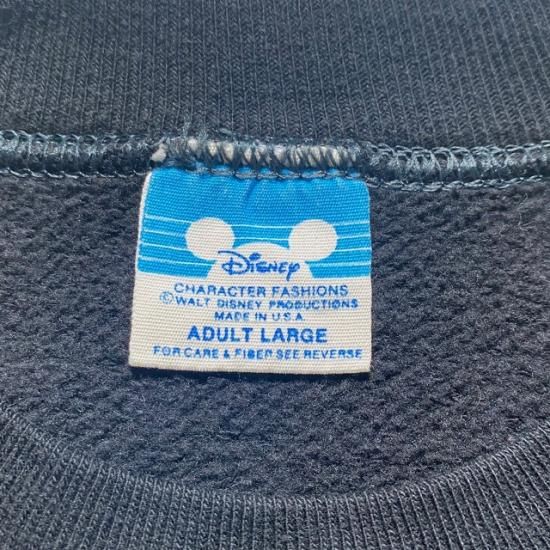 Disney
CHARACTER FASHIONS
©WALT DISNEY PRODUCTIONS
MADE IN U.S.A.
ADULT LARGE
FOR CARE & FIBER SEE REVERSE